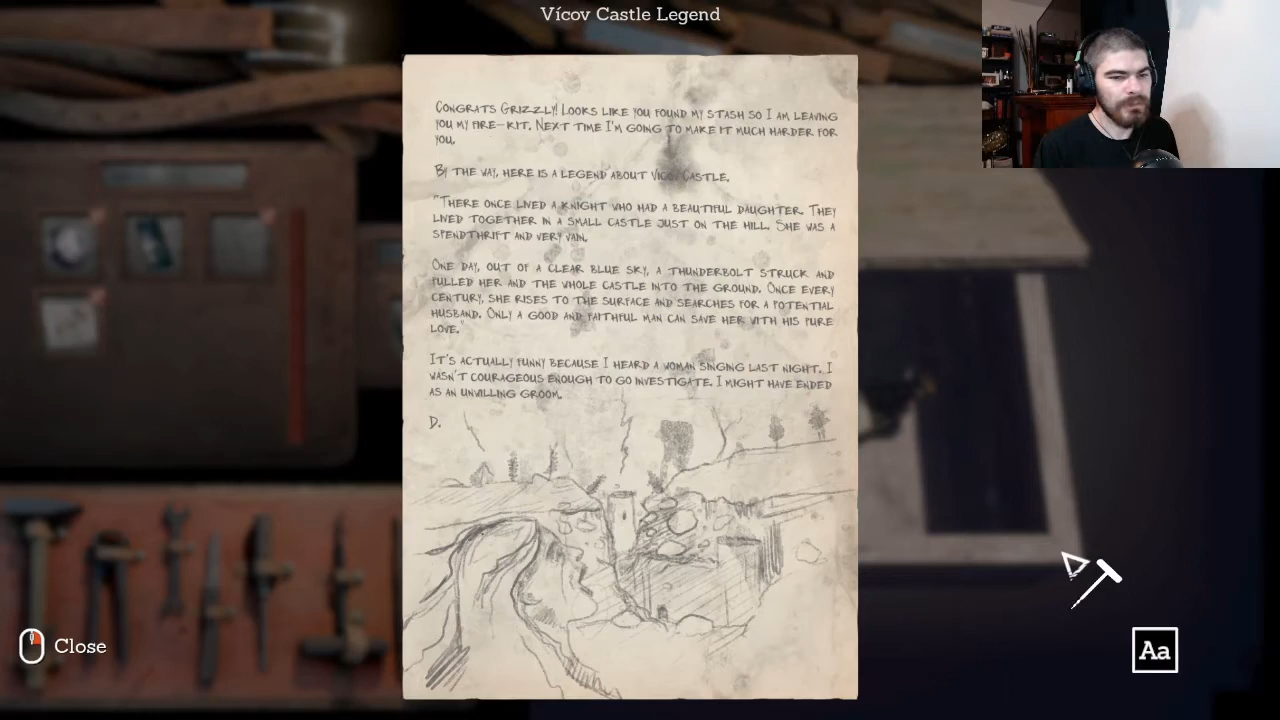 Vícov Castle Legend
CONGRATS GRIZZLY! LOOKS LIKE YOU FOUND MY STASH SO I AM LEAVING
YOU MY FIRE-KIT. NEXT TIME I'M GOING TO MAKE IT MUCH HARDER FOR
YOU.
BY THE WAY, HERE IS A LEGEND ABOUT VÍCOV CASTLE.
"THERE ONCE LIVED A KNIGHT WHO HAD A BEAUTIFUL DAUGHTER. THEY
LIVED TOGETHER IN A SMALL CASTLE JUST ON THE HILL. SHE WAS A
SPENDTHRIFT AND VERY VAIN.
ONE DAY, OUT OF A CLEAR BLUE SKY, A THUNDERBOLT STRUCK AND
PULLED HER AND THE WHOLE CASTLE INTO THE GROUND. ONCE EVERY
CENTURY, SHE RISES TO THE SURFACE AND SEARCHES FOR A POTENTIAL
HUSBAND. ONLY A GOOD AND FAITHFUL MAN CAN SAVE HER WITH HIS PURE
LOVE."
IT'S ACTUALLY FUNNY BECAUSE I HEARD A WOMAN SINGING LAST NIGHT. I
WASN'T COURAGEOUS ENOUGH TO GO INVESTIGATE. I MIGHT HAVE ENDED
AS AN UNWILLING GROOM.
D.
Close
Aa